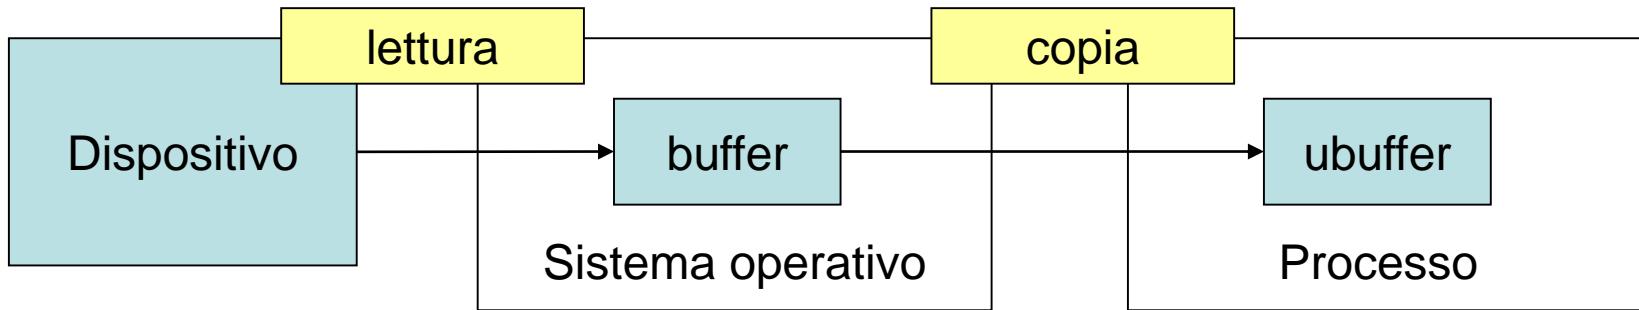 lettura
copia
Dispositivo
buffer
ubuffer
Sistema operativo
Processo